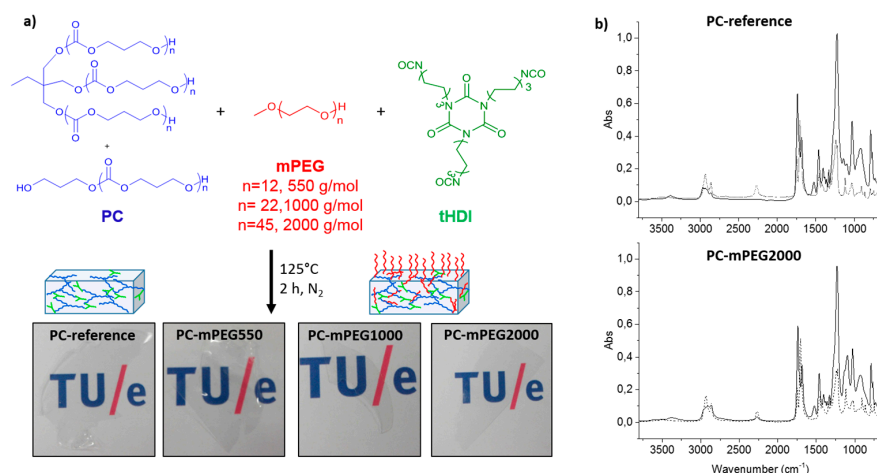 a)
b)
PC-reference
O
O
O
O
H
n
O
O
O
O
H
n
O
O
O
O
H
n
+
HO
O
O
O
O
H
n
PC
+
O
O
H
n
mPEG
n=12, 550 g/mol
n= 22,1000 g/mol
n=45, 2000 g/mol
+
OCN
NCO
3
3
O
N
N
O
O
N
3
OCN
tHDI
125°C
2 h, N2
PC-reference
PC-mPEG550
PC-mPEG1000
PC-mPEG2000
TU/e
TU/e
TU/e
TU/e
Abs
1,0
0,8
0,6
0,4
0,2
0,0
3500 3000 2500 2000 1500 1000
PC-mPEG2000
Abs
1,0
0,8
0,6
0,4
0,2
0,0
3500 3000 2500 2000 1500 1000
Wavenumber (cm-1)